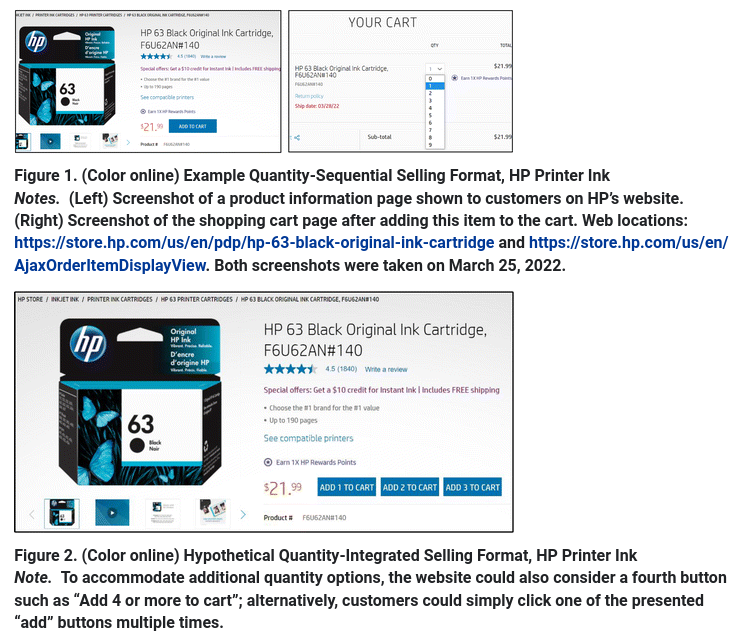 INK STORE / INKJET INK / PRINTER INK CARTRIDGES / HP 63 PRINTER CARTRIDGES / HP 63 BLACK ORIGINAL INK CARTRIDGE, F6U62AN#140
hp
Original
HP Ink
D'encre
d'origine HP
63
Black
Noir
HP 63 Black Original Ink Cartridge,
F6U62AN#140
4.5 (1840) Write a review
Special offers: Get a $10 credit for Instant Ink | Includes FREE shipping
• Choose the #1 brand for the #1 value
• Up to 190 pages
See compatible printers
Earn 1X HP Rewards Points
$21.99 ADD TO CART
Product # F6U62AN#140
YOUR CART
QTY TOTAL
HP 63 Black Original Ink Cartridge,
F6U62AN#140
F6U62AN#140
Return policy
Ship date: 03/28/22
1
0
1
2
3
4
5
6
7
8
9
$21.99
Earn 1X HP Rewards Points
Sub-total $21.99
Figure 1. (Color online) Example Quantity-Sequential Selling Format, HP Printer Ink
Notes. (Left) Screenshot of a product information page shown to customers on HP’s website.
(Right) Screenshot of the shopping cart page after adding this item to the cart. Web locations:
https://store.hp.com/us/en/pdp/hp-63-black-original-ink-cartridge and https://store.hp.com/us/en/
AjaxOrderItemDisplayView. Both screenshots were taken on March 25, 2022.
HP STORE / INKJET INK / PRINTER INK CARTRIDGES / HP 63 PRINTER CARTRIDGES / HP 63 BLACK ORIGINAL INK CARTRIDGE, F6U62AN#140
hp
Original
HP Ink
Vibrant. Precise. Reliable.
D'encre
d'origine HP
Vibrant. Précis. Fiable.
63
Black
Noir
HP 63 Black Original Ink Cartridge,
F6U62AN#140
4.5 (1840) Write a review
Special offers: Get a $10 credit for Instant Ink | Includes FREE shipping
• Choose the #1 brand for the #1 value
• Up to 190 pages
See compatible printers
Earn 1X HP Rewards Points
$21.99 ADD 1 TO CART ADD 2 TO CART ADD 3 TO CART
Product # F6U62AN#140
Figure 2. (Color online) Hypothetical Quantity-Integrated Selling Format, HP Printer Ink
Note. To accommodate additional quantity options, the website could also consider a fourth button
such as “Add 4 or more to cart”; alternatively, customers could simply click one of the presented
“add” buttons multiple times.